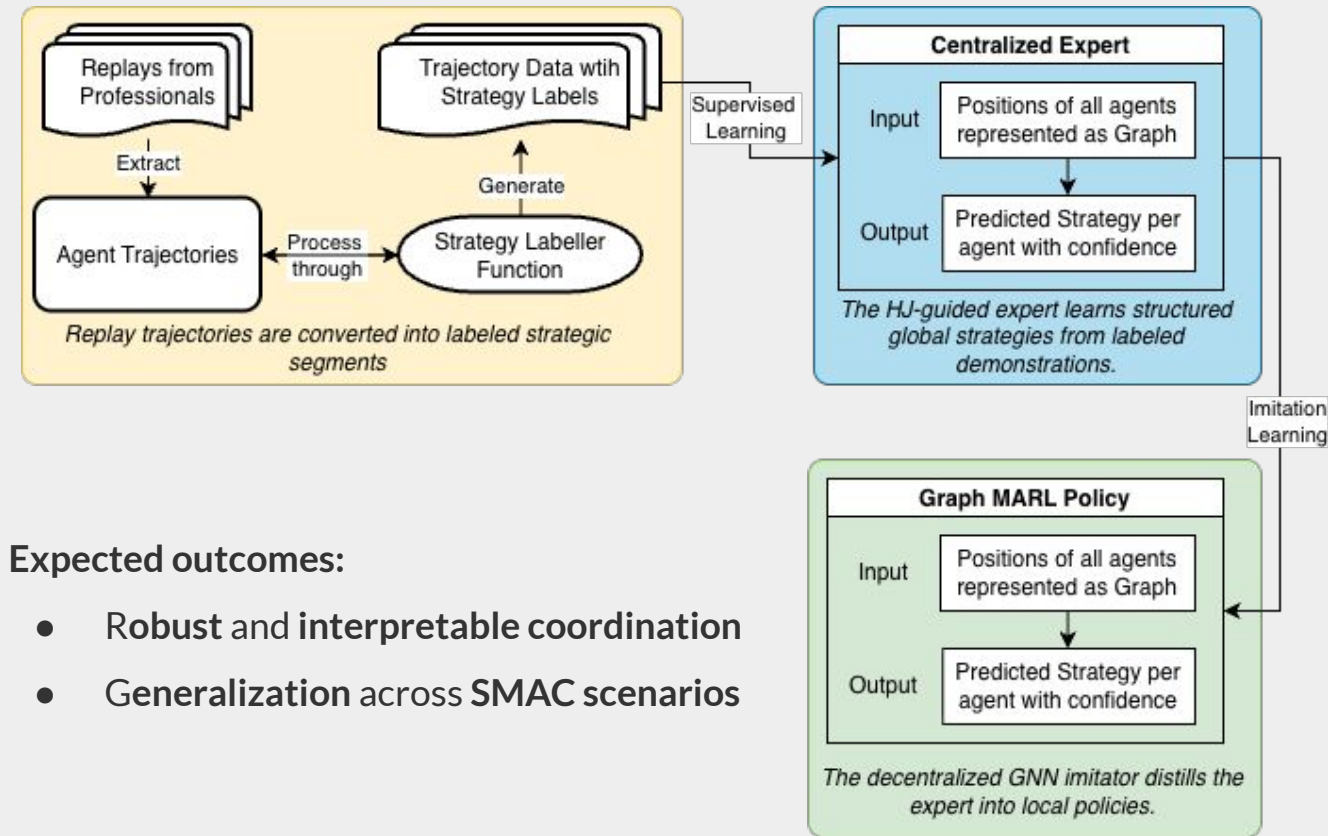 Replays from
Professionals
Trajectory Data wtih
Strategy Labels
Extract
Generate
Agent Trajectories
Process
through
Strategy Labeller
Function
Replay trajectories are converted into labeled strategic
segments
Supervised
Learning
Centralized Expert
Input
Positions of all agents
represented as Graph
Output
Predicted Strategy per
agent with confidence
The HJ-guided expert learns structured
global strategies from labeled
demonstrations.
Imitation
Learning
Graph MARL Policy
Input
Positions of all agents
represented as Graph
Output
Predicted Strategy per
agent with confidence
The decentralized GNN imitator distills the
expert into local policies.
Expected outcomes:
● Robust and interpretable coordination
● Generalization across SMAC scenarios